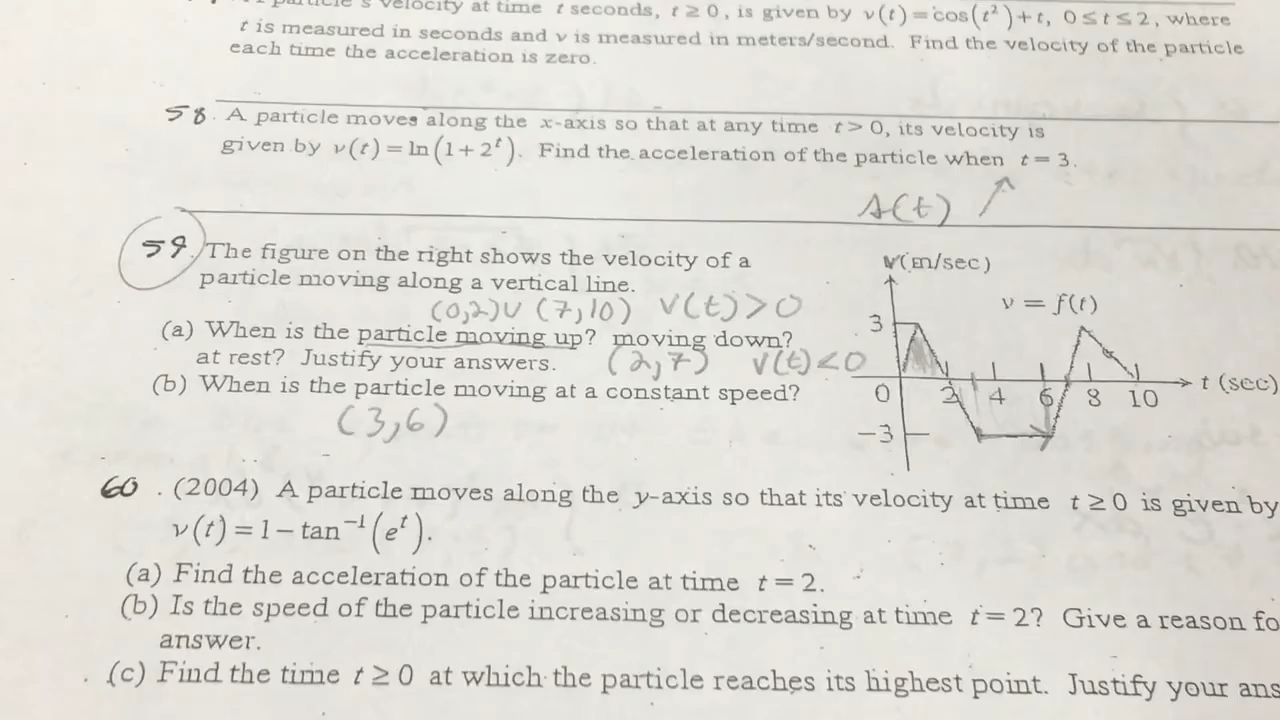 particle's velocity at time t seconds, t ≥ 0, is given by v(t) = cos(t²) + t, 0 ≤ t ≤ 2, where
t is measured in seconds and v is measured in meters/second. Find the velocity of the particle
each time the acceleration is zero.
58. A particle moves along the x-axis so that at any time t > 0, its velocity is
given by v(t) = ln(1 + 2ᵗ). Find the acceleration of the particle when t = 3.
A(t) ↗
59. The figure on the right shows the velocity of a
particle moving along a vertical line.
(0,2)∪(7,10) v(t)>0
(a) When is the particle moving up? moving down?
at rest? Justify your answers. (2,7) v(t)<0
(b) When is the particle moving at a constant speed?
(3,6)
v(m/sec)
v = f(t)
3
0 2 4 6 8 10 t (sec)
−3
60. (2004) A particle moves along the y-axis so that its velocity at time t ≥ 0 is given by
v(t) = 1 − tan⁻¹(eᵗ).
(a) Find the acceleration of the particle at time t = 2.
(b) Is the speed of the particle increasing or decreasing at time t = 2? Give a reason fo
answer.
(c) Find the time t ≥ 0 at which the particle reaches its highest point. Justify your ans